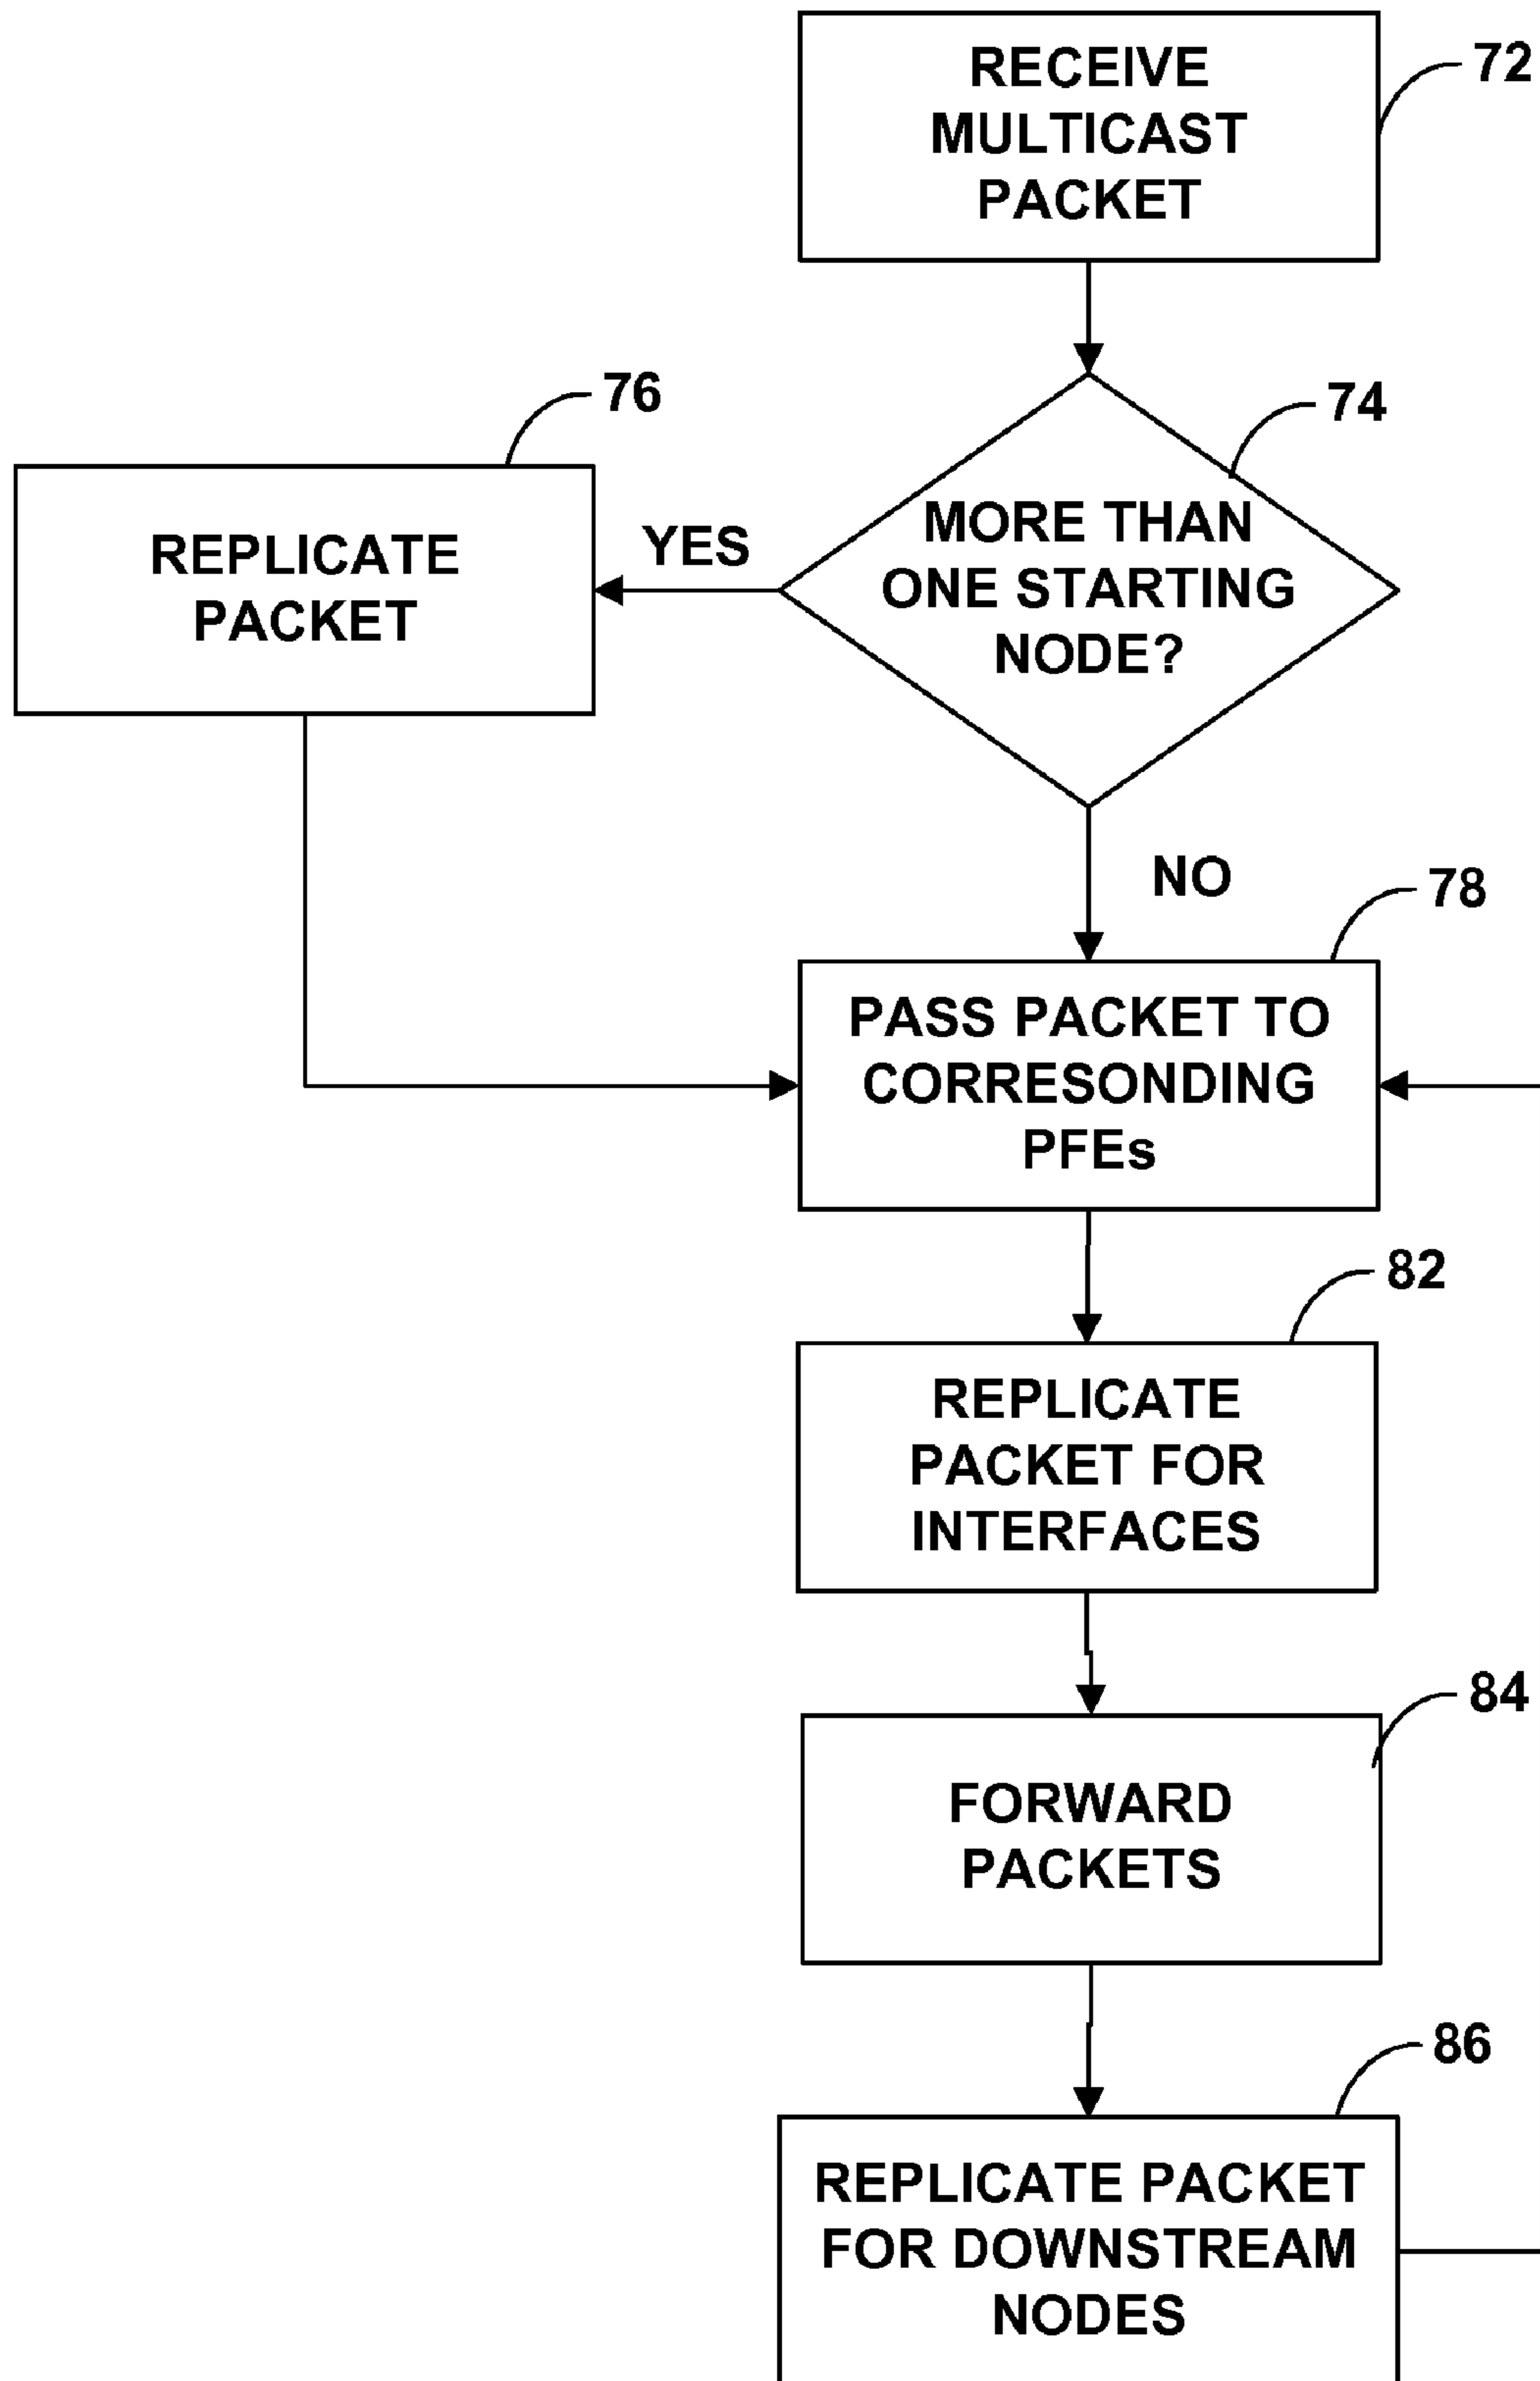 RECEIVE
MULTICAST
PACKET
72
74
MORE THAN
ONE STARTING
NODE?
YES
76
REPLICATE
PACKET
NO
78
PASS PACKET TO
CORRESONDING
PFEs
82
REPLICATE
PACKET FOR
INTERFACES
84
FORWARD
PACKETS
86
REPLICATE PACKET
FOR DOWNSTREAM
NODES